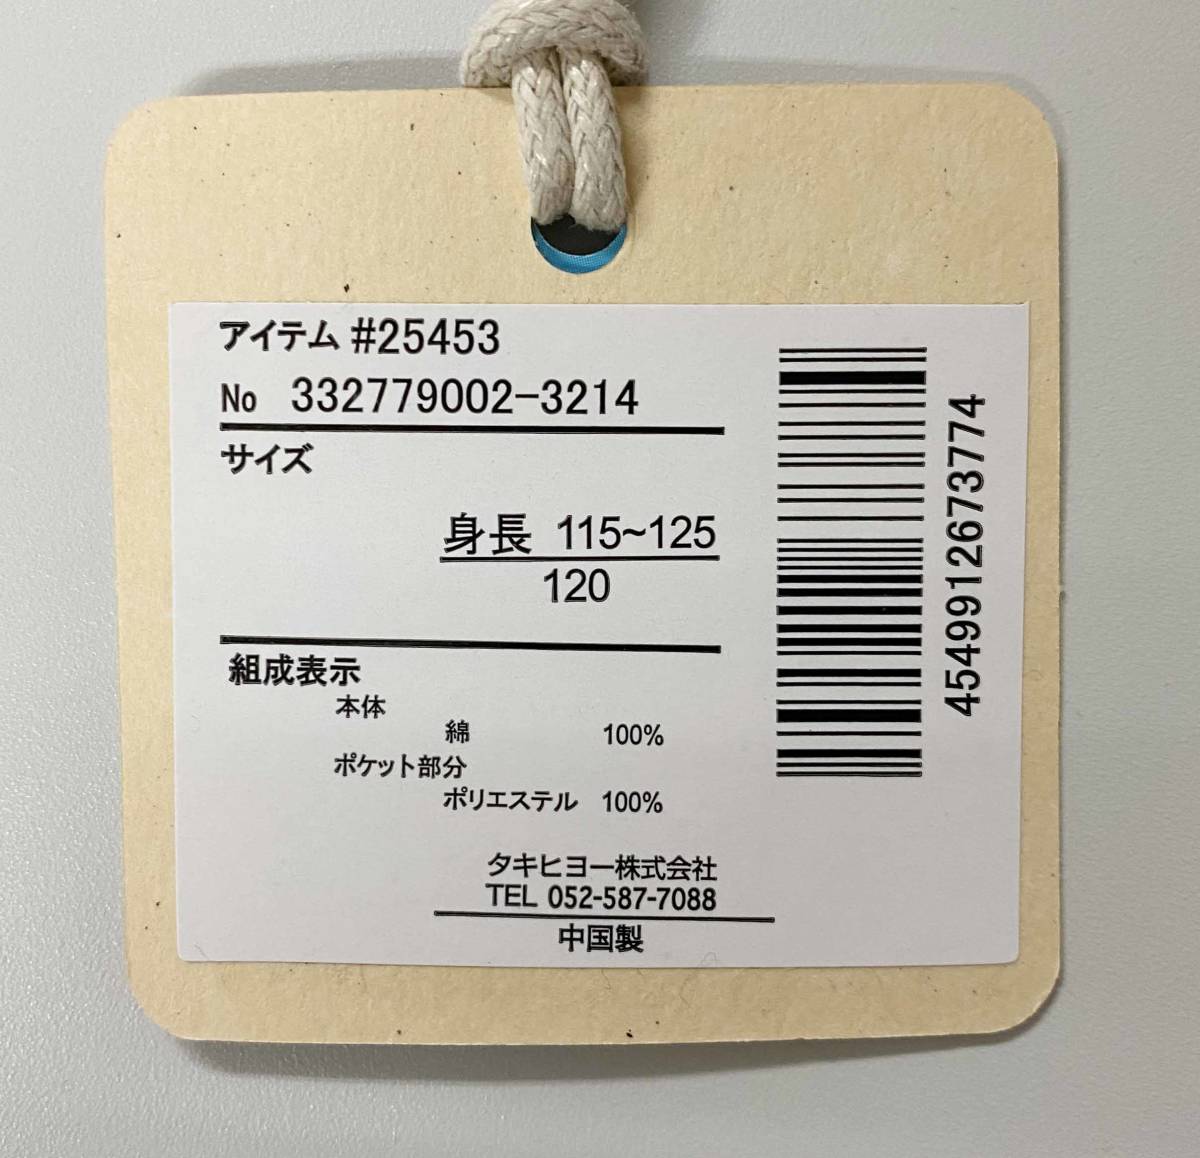 アイテム #25453
No 332779002-3214
サイズ
身長 115~125
120
組成表示
本体
綿 100%
ポケット部分
ポリエステル 100%
タキヒヨー株式会社
TEL 052-587-7088
中国製
4549912673774